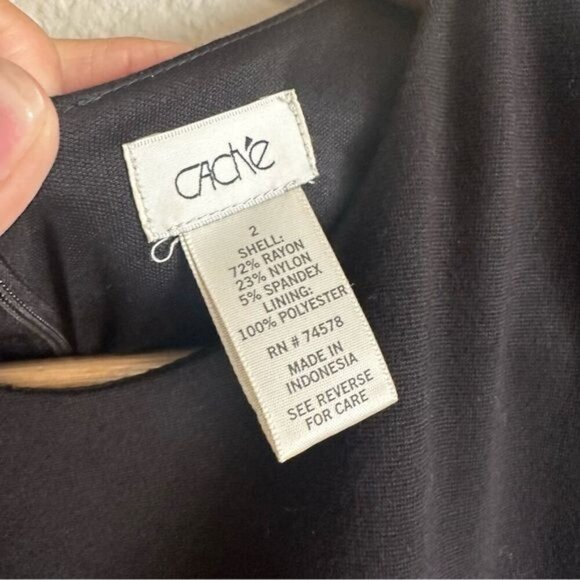 CAChé
2
SHELL:
72% RAYON
23% NYLON
5% SPANDEX
LINING:
100% POLYESTER
RN # 74578
MADE IN
INDONESIA
SEE REVERSE
FOR CARE